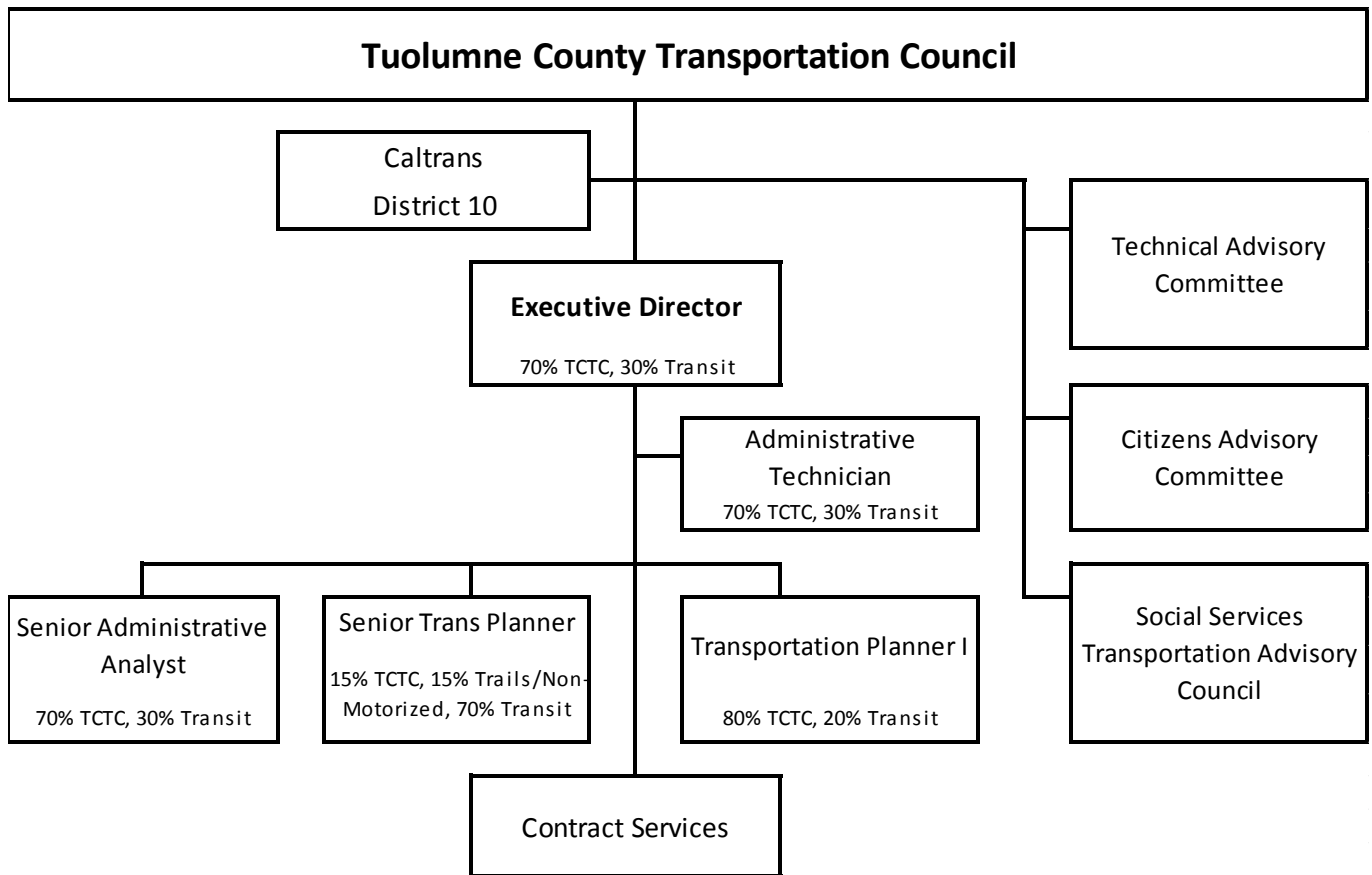 Tuolumne County Transportation Council
Caltrans
District 10
Technical Advisory
Committee
Executive Director
70% TCTC, 30% Transit
Administrative
Technician
70% TCTC, 30% Transit
Citizens Advisory
Committee
Senior Administrative
Analyst
70% TCTC, 30% Transit
Senior Trans Planner
15% TCTC, 15% Trails/Non-
Motorized, 70% Transit
Transportation Planner I
80% TCTC, 20% Transit
Social Services
Transportation Advisory
Council
Contract Services